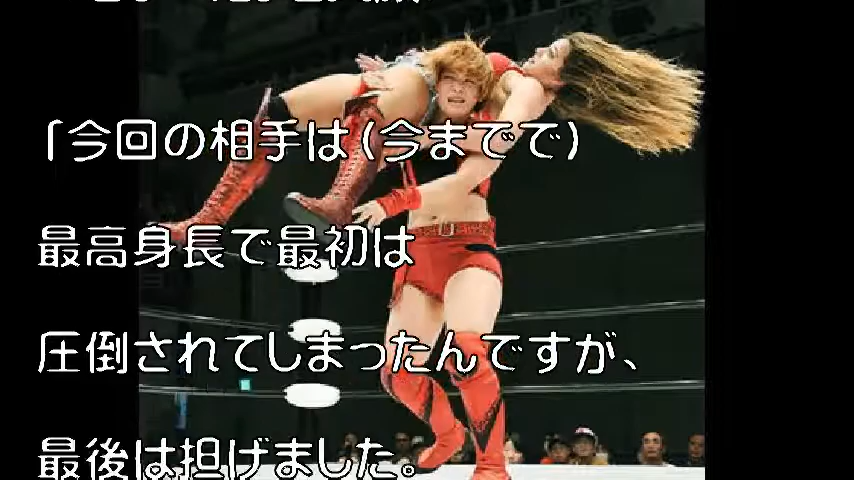 「今回の相手は(今までで)
最高身長で最初は
圧倒されてしまったんですが、
最後は担げました。